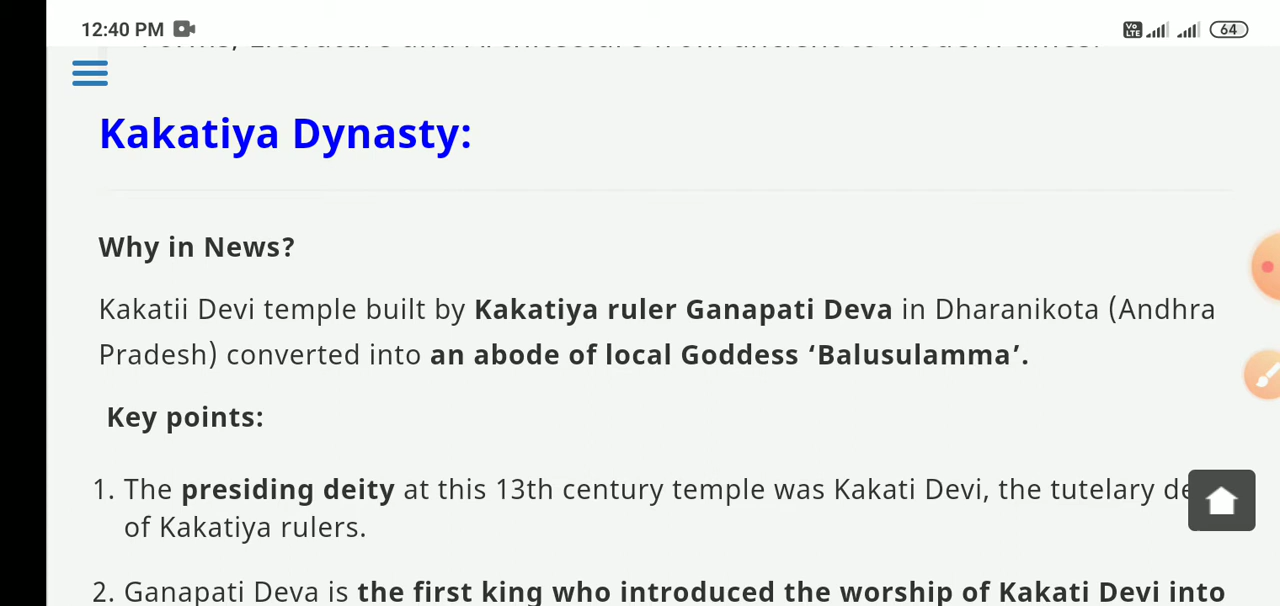 12:40 PM
Vo LTE
64
Kakatiya Dynasty:
Why in News?
Kakatii Devi temple built by Kakatiya ruler Ganapati Deva in Dharanikota (Andhra
Pradesh) converted into an abode of local Goddess ‘Balusulamma’.
Key points:
1. The presiding deity at this 13th century temple was Kakati Devi, the tutelary
of Kakatiya rulers.
2. Ganapati Deva is the first king who introduced the worship of Kakati Devi into